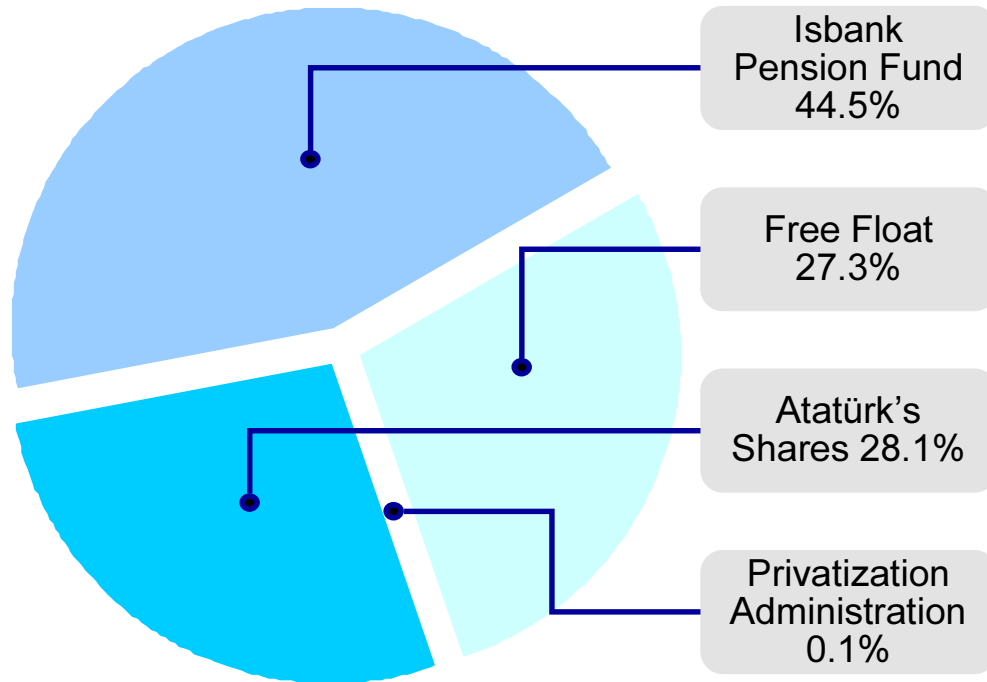 Isbank
Pension Fund
44.5%
Free Float
27.3%
Atatürk’s
Shares 28.1%
Privatization
Administration
0.1%